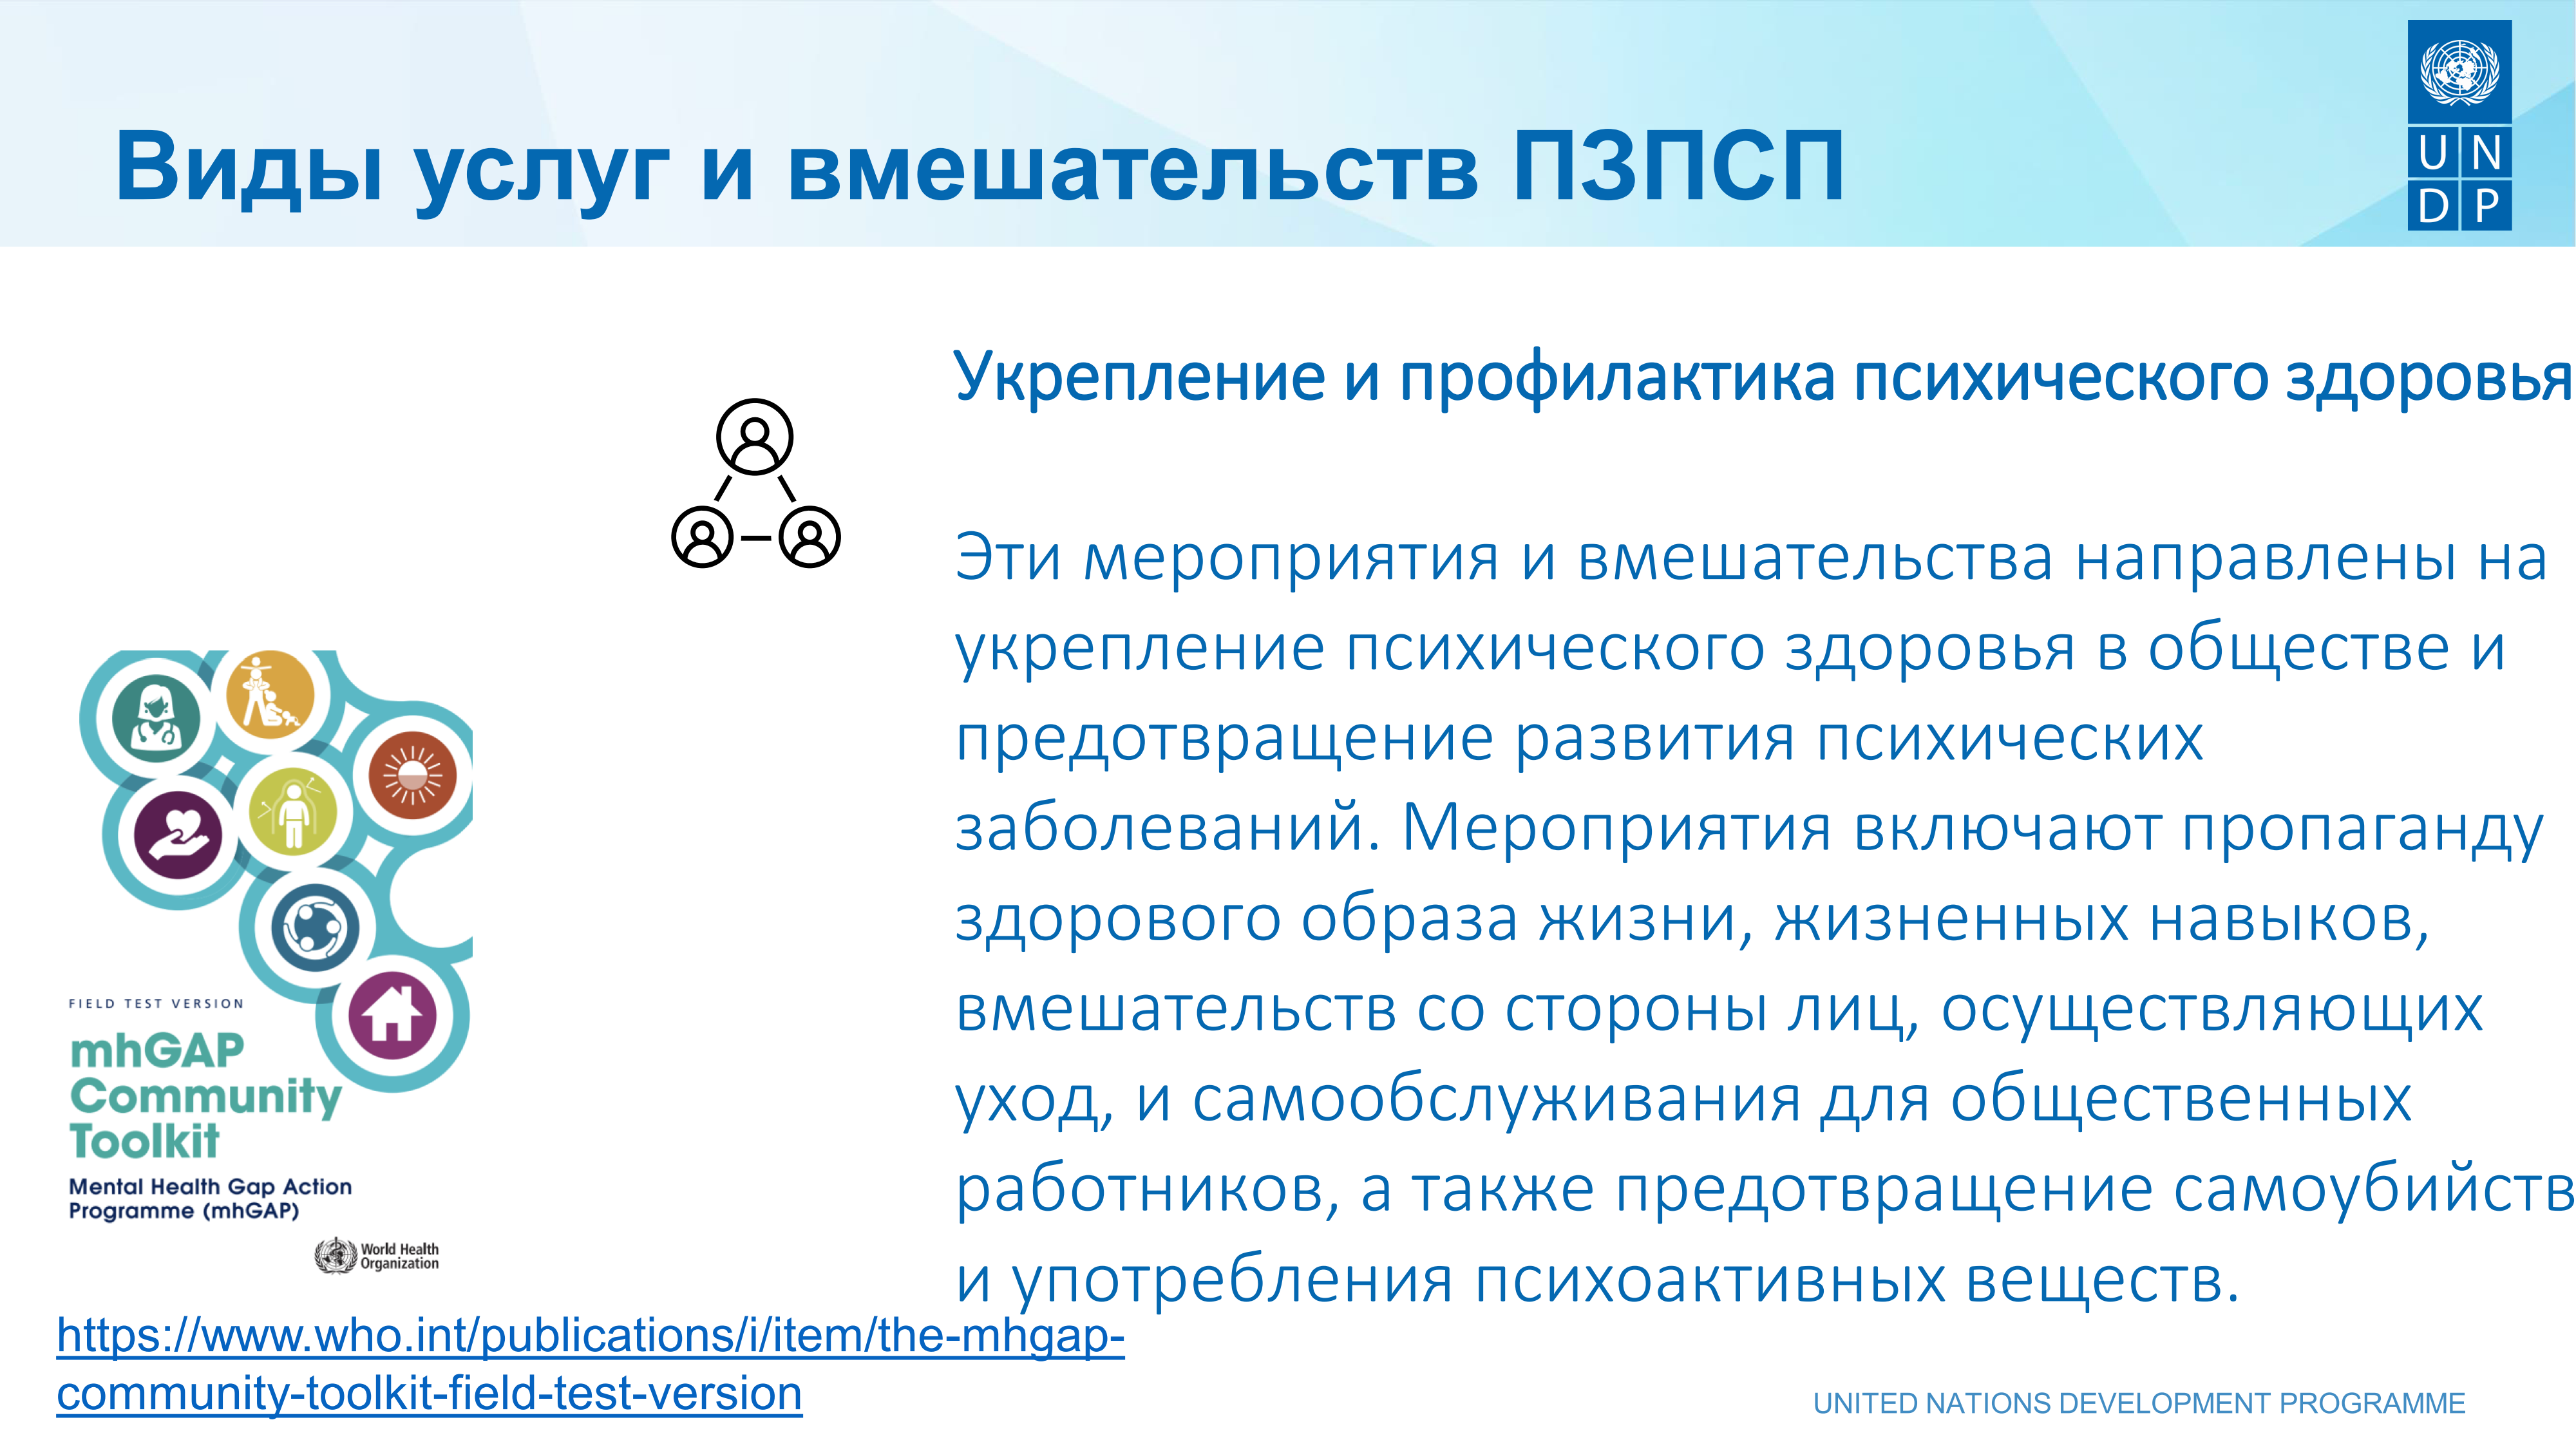 Виды услуг и вмешательств ПЗПСП
U N
D P
Укрепление и профилактика психического здоровья
Эти мероприятия и вмешательства направлены на
укрепление психического здоровья в обществе и
предотвращение развития психических
заболеваний. Мероприятия включают пропаганду
здорового образа жизни, жизненных навыков,
вмешательств со стороны лиц, осуществляющих
уход, и самообслуживания для общественных
работников, а также предотвращение самоубийств
и употребления психоактивных веществ.
FIELD TEST VERSION
mhGAP
Community
Toolkit
Mental Health Gap Action
Programme (mhGAP)
World Health
Organization
https://www.who.int/publications/i/item/the-mhgap-
community-toolkit-field-test-version
UNITED NATIONS DEVELOPMENT PROGRAMME